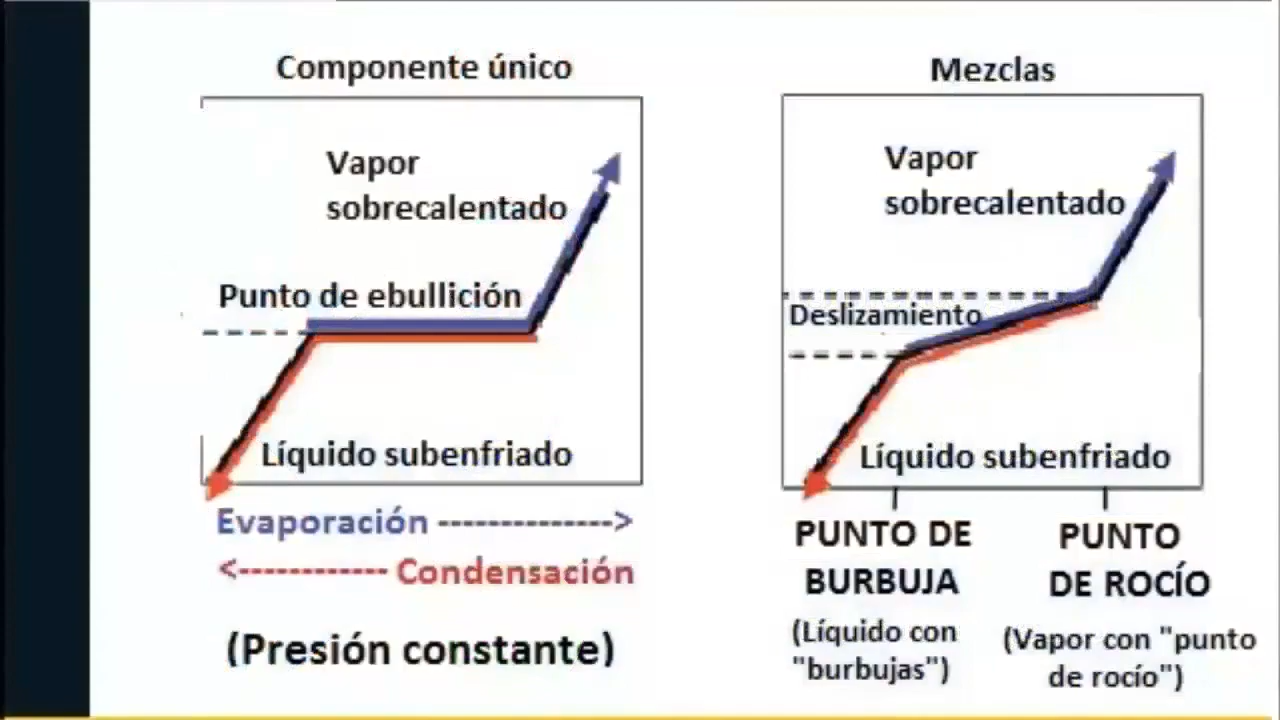 Componente único
Vapor
sobrecalentado
Punto de ebullición
Líquido subenfriado
Evaporación ------------->
<------------ Condensación
(Presión constante)
Mezclas
Vapor
sobrecalentado
Deslizamiento
Líquido subenfriado
PUNTO DE
BURBUJA
(Líquido con
"burbujas")
PUNTO
DE ROCÍO
(Vapor con "punto
de rocío")